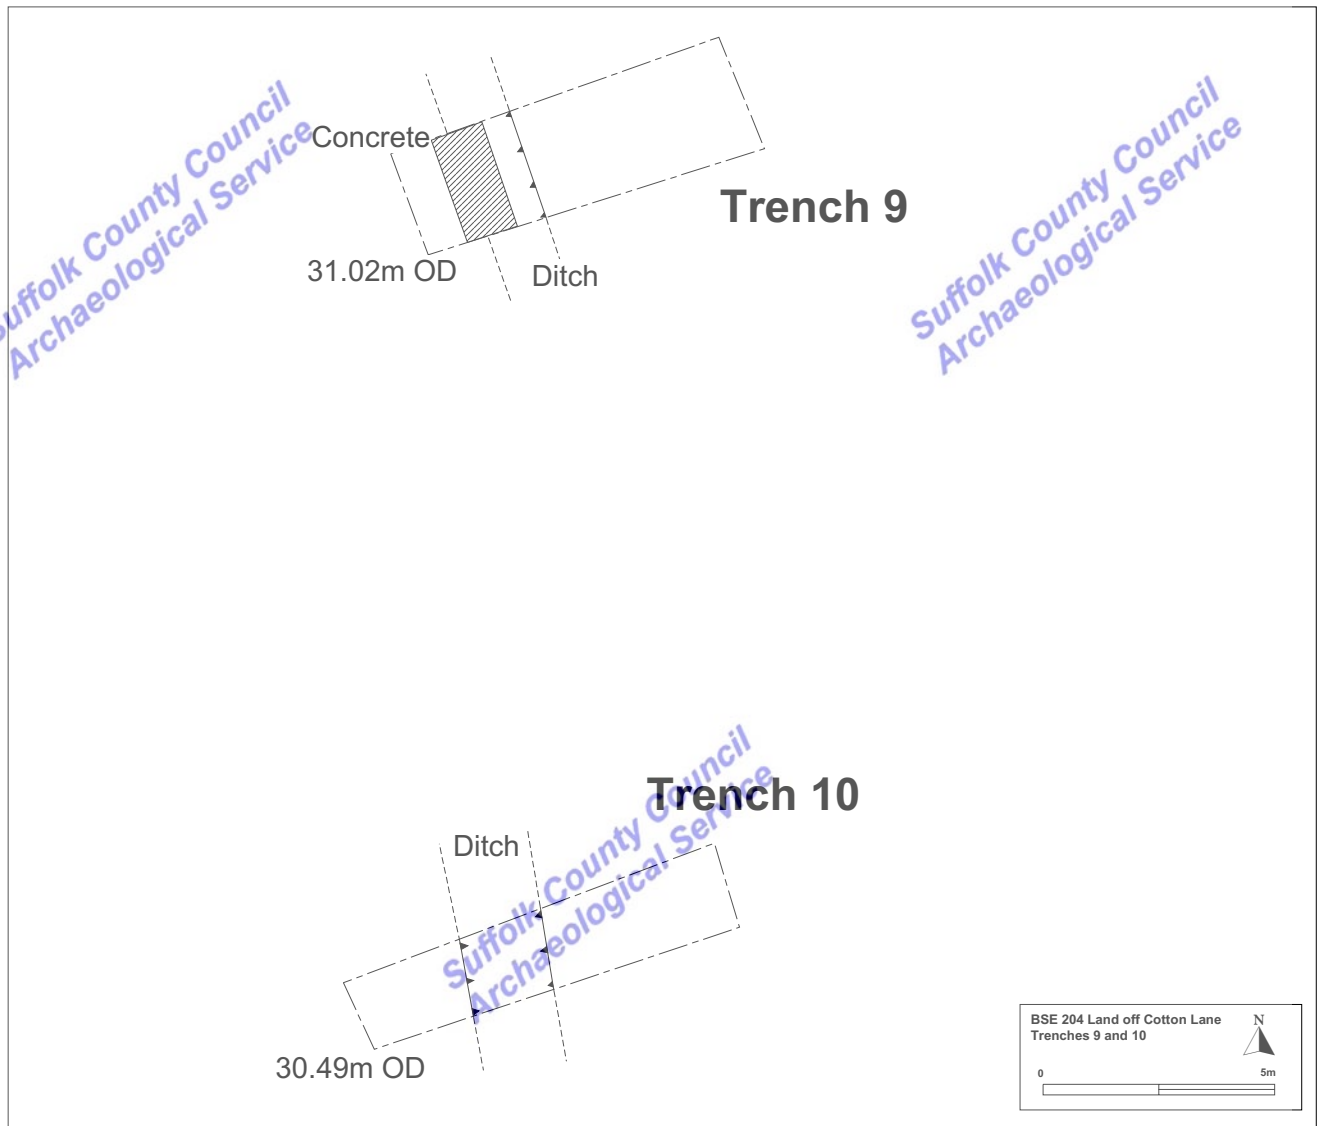 Suffolk County Council
Archaeological Service
Suffolk County Council
Archaeological Service
Concrete
Trench 9
31.02m OD
Ditch
Trench 10
Suffolk County Council
Archaeological Service
Ditch
30.49m OD
BSE 204 Land off Cotton Lane
Trenches 9 and 10
N
0 5m